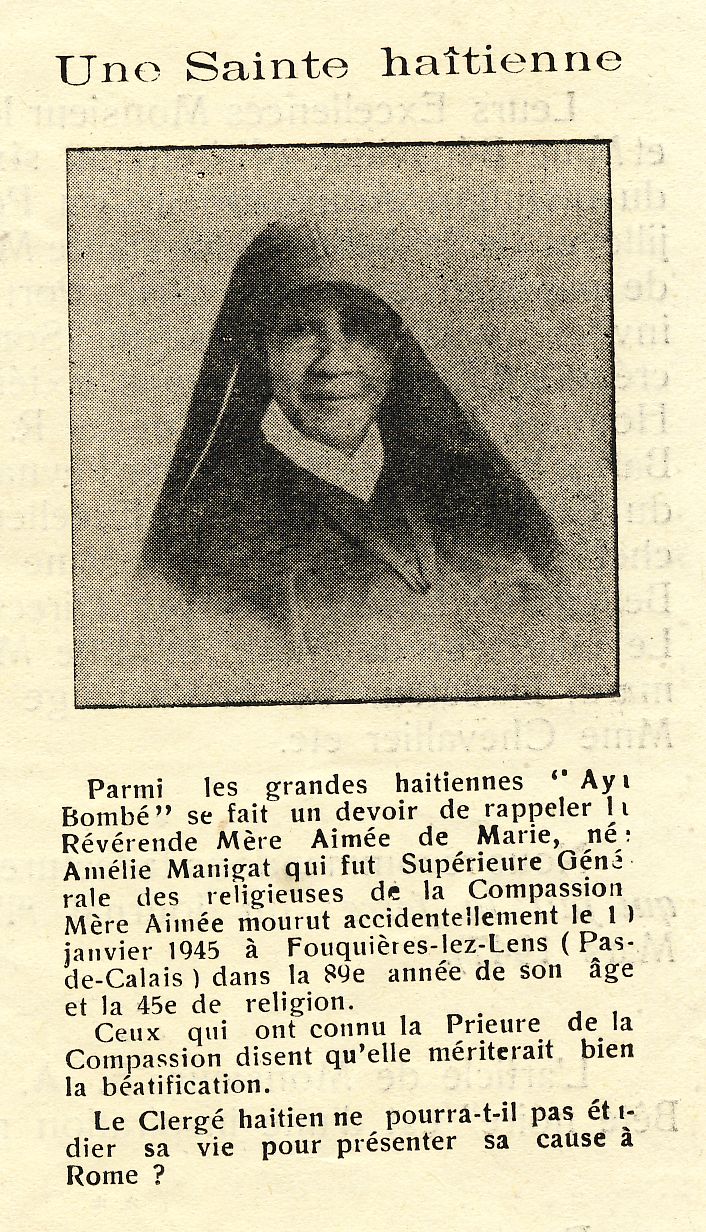 Une Sainte haîtienne
Parmi les grandes haitiennes "Ayı
Bombé" se fait un devoir de rappeler
Révérende Mère Aimée de Marie, né
Amélie Manigat qui fut Supérieure Géné-
rale des religieuses de la Compassion
Mère Aimée mourut accidentellement le
janvier 1945 à Fouquières-lez-Lens (Pas-
de-Calais) dans la 89e année de son âge
et la 45e de religion.
Ceux qui ont connu la Prieure de la
Compassion disent qu'elle mériterait bien
la béatification.
Le Clergé haitien ne pourra-t-il pas étu-
dier sa vie pour présenter sa cause à
Rome ?